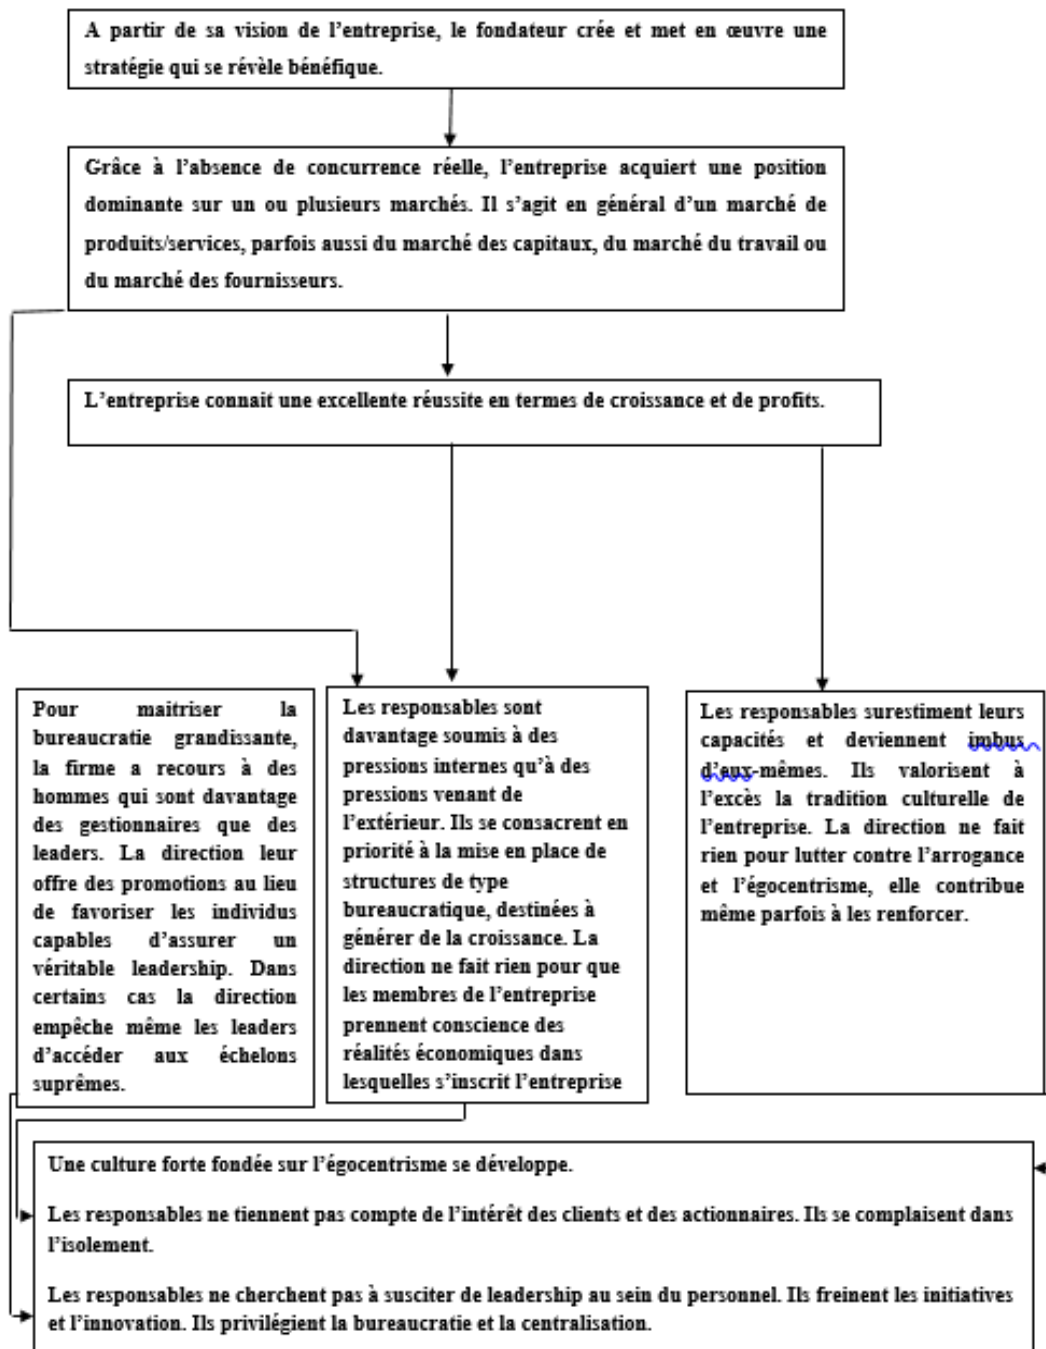 A partir de sa vision de l’entreprise, le fondateur crée et met en œuvre une
stratégie qui se révèle bénéfique.
Grâce à l’absence de concurrence réelle, l’entreprise acquiert une position
dominante sur un ou plusieurs marchés. Il s’agit en général d’un marché de
produits/services, parfois aussi du marché des capitaux, du marché du travail ou
du marché des fournisseurs.
L’entreprise connait une excellente réussite en termes de croissance et de profits.
Pour maitriser la
bureaucratie grandissante,
la firme a recours à des
hommes qui sont davantage
des gestionnaires que des
leaders. La direction leur
offre des promotions au lieu
de favoriser les individus
capables d’assurer un
véritable leadership. Dans
certains cas la direction
empêche même les leaders
d’accéder aux échelons
suprêmes.
Les responsables sont
davantage soumis à des
pressions internes qu’à des
pressions venant de
l’extérieur. Ils se consacrent en
priorité à la mise en place de
structures de type
bureaucratique, destinées à
générer de la croissance. La
direction ne fait rien pour que
les membres de l’entreprise
prennent conscience des
réalités économiques dans
lesquelles s’inscrit l’entreprise
Les responsables surestiment leurs
capacités et deviennent imbus
d’eux-mêmes. Ils valorisent à
l’excès la tradition culturelle de
l’entreprise. La direction ne fait
rien pour lutter contre l’arrogance
et l’égocentrisme, elle contribue
même parfois à les renforcer.
Une culture forte fondée sur l’égocentrisme se développe.
Les responsables ne tiennent pas compte de l’intérêt des clients et des actionnaires. Ils se complaisent dans
l’isolement.
Les responsables ne cherchent pas à susciter de leadership au sein du personnel. Ils freinent les initiatives
et l’innovation. Ils privilégient la bureaucratie et la centralisation.